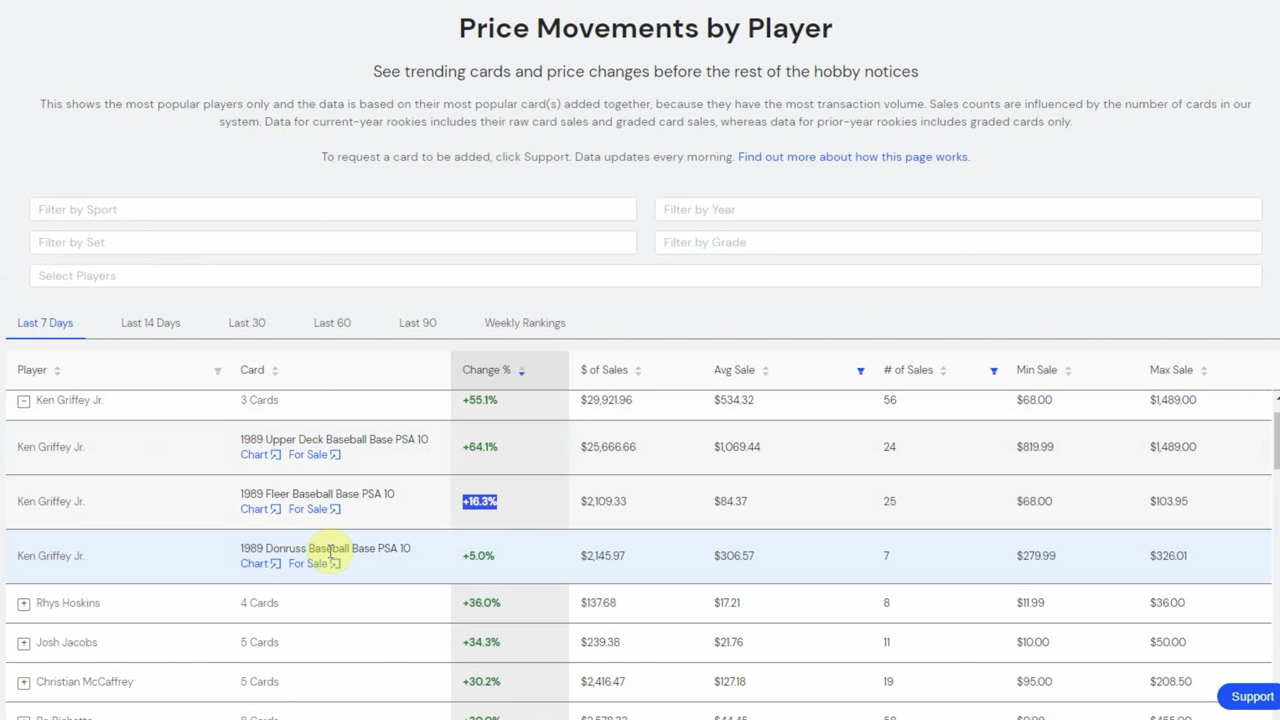 Price Movements by Player
See trending cards and price changes before the rest of the hobby notices
This shows the most popular players only and the data is based on their most popular card(s) added together, because they have the most transaction volume. Sales counts are influenced by the number of cards in our
system. Data for current-year rookies includes their raw card sales and graded card sales, whereas data for prior-year rookies includes graded cards only.
To request a card to be added, click Support. Data updates every morning. Find out more about how this page works.
Filter by Sport Filter by Year
Filter by Set Filter by Grade
Select Players
Last 7 Days Last 14 Days Last 30 Last 60 Last 90 Weekly Rankings
Player Card Change % $ of Sales Avg Sale # of Sales Min Sale Max Sale
Ken Griffey Jr. 3 Cards +55.1% $29,921.96 $534.32 56 $68.00 $1,489.00
1989 Upper Deck Baseball Base PSA 10
Ken Griffey Jr. +64.1% $25,666.66 $1,069.44 24 $819.99 $1,489.00
Chart For Sale
1989 Fleer Baseball Base PSA 10
Ken Griffey Jr. +16.3% $2,109.33 $84.37 25 $68.00 $103.95
Chart For Sale
1989 Donruss Baseball Base PSA 10
Ken Griffey Jr. +5.0% $2,145.97 $306.57 7 $279.99 $326.01
Chart For Sale
Rhys Hoskins 4 Cards +36.0% $137.68 $17.21 8 $11.99 $36.00
Josh Jacobs 5 Cards +34.3% $239.38 $21.76 11 $10.00 $50.00
Christian McCaffrey 5 Cards +30.2% $2,416.47 $127.18 19 $95.00 $208.50
Support